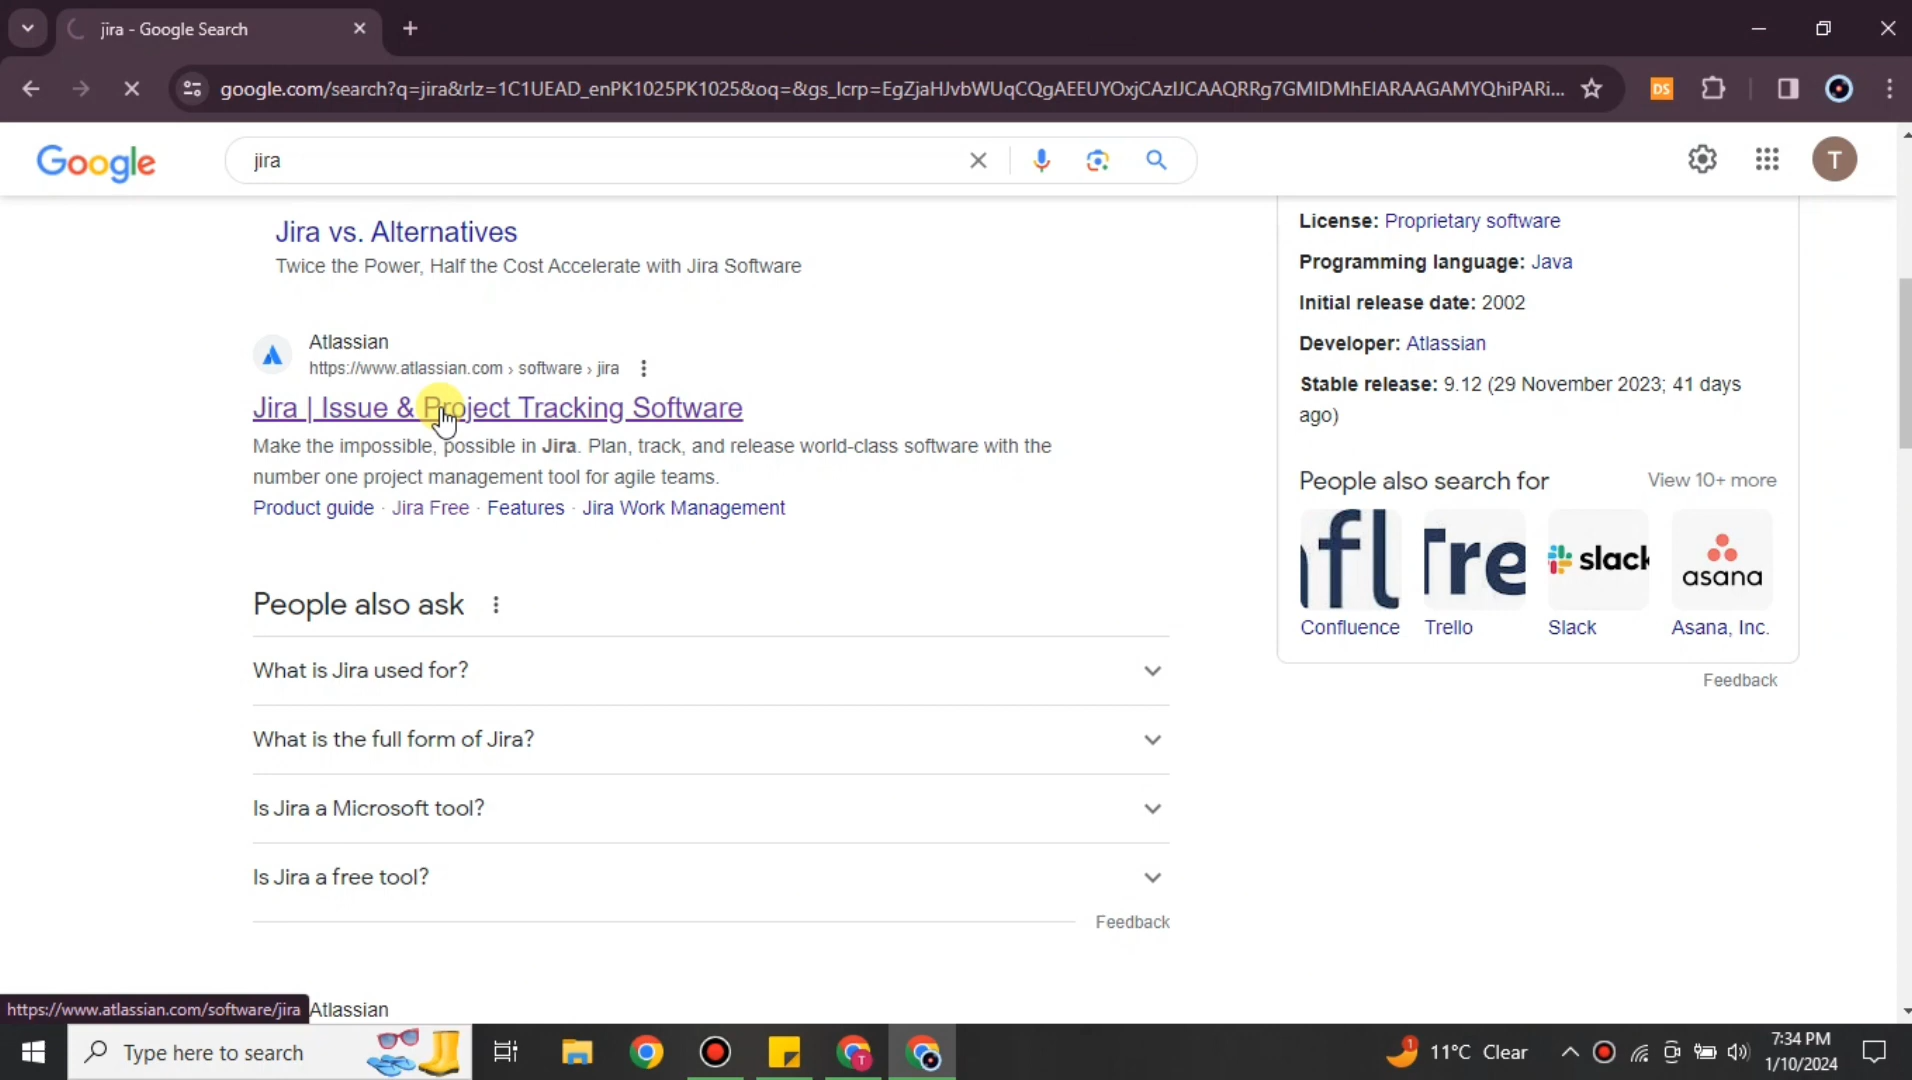 jira - Google Search
google.com/search?q=jira&rlz=1C1UEAD_enPK1025PK1025&oq=&gs_lcrp=EgZjaHJvbWUqCQgAEEUYOxjCAzIJCAAQRRg7GMIDMhEIARAAGAMYQhiPARi...
DS
Google
jira
T
Jira vs. Alternatives
Twice the Power, Half the Cost Accelerate with Jira Software
Atlassian
https://www.atlassian.com › software › jira
Jira | Issue & Project Tracking Software
Make the impossible, possible in Jira. Plan, track, and release world-class software with the
number one project management tool for agile teams.
Product guide · Jira Free · Features · Jira Work Management
People also ask
What is Jira used for?
What is the full form of Jira?
Is Jira a Microsoft tool?
Is Jira a free tool?
Feedback
Atlassian
License: Proprietary software
Programming language: Java
Initial release date: 2002
Developer: Atlassian
Stable release: 9.12 (29 November 2023; 41 days
ago)
People also search for
View 10+ more
fl
Tre
slack
asana
Confluence
Trello
Slack
Asana, Inc.
Feedback
https://www.atlassian.com/software/jira
Type here to search
T
1
11°C Clear
7:34 PM
1/10/2024